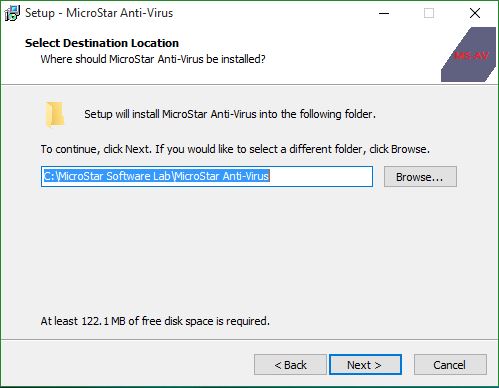 Setup - MicroStar Anti-Virus
Select Destination Location
Where should MicroStar Anti-Virus be installed?
MS AV
Setup will install MicroStar Anti-Virus into the following folder.
To continue, click Next. If you would like to select a different folder, click Browse.
C:\MicroStar Software Lab\MicroStar Anti-Virus
Browse...
At least 122.1 MB of free disk space is required.
< Back
Next >
Cancel